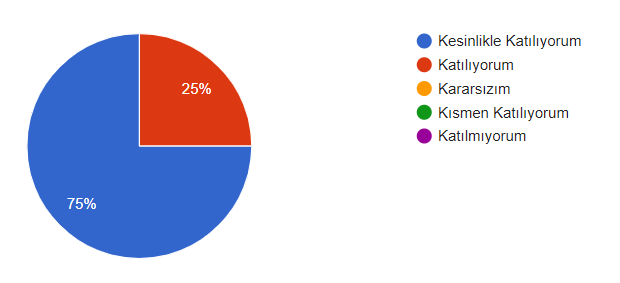 25%
75%
Kesinlikle Katılıyorum
Katılıyorum
Kararsızım
Kısmen Katılıyorum
Katılmıyorum